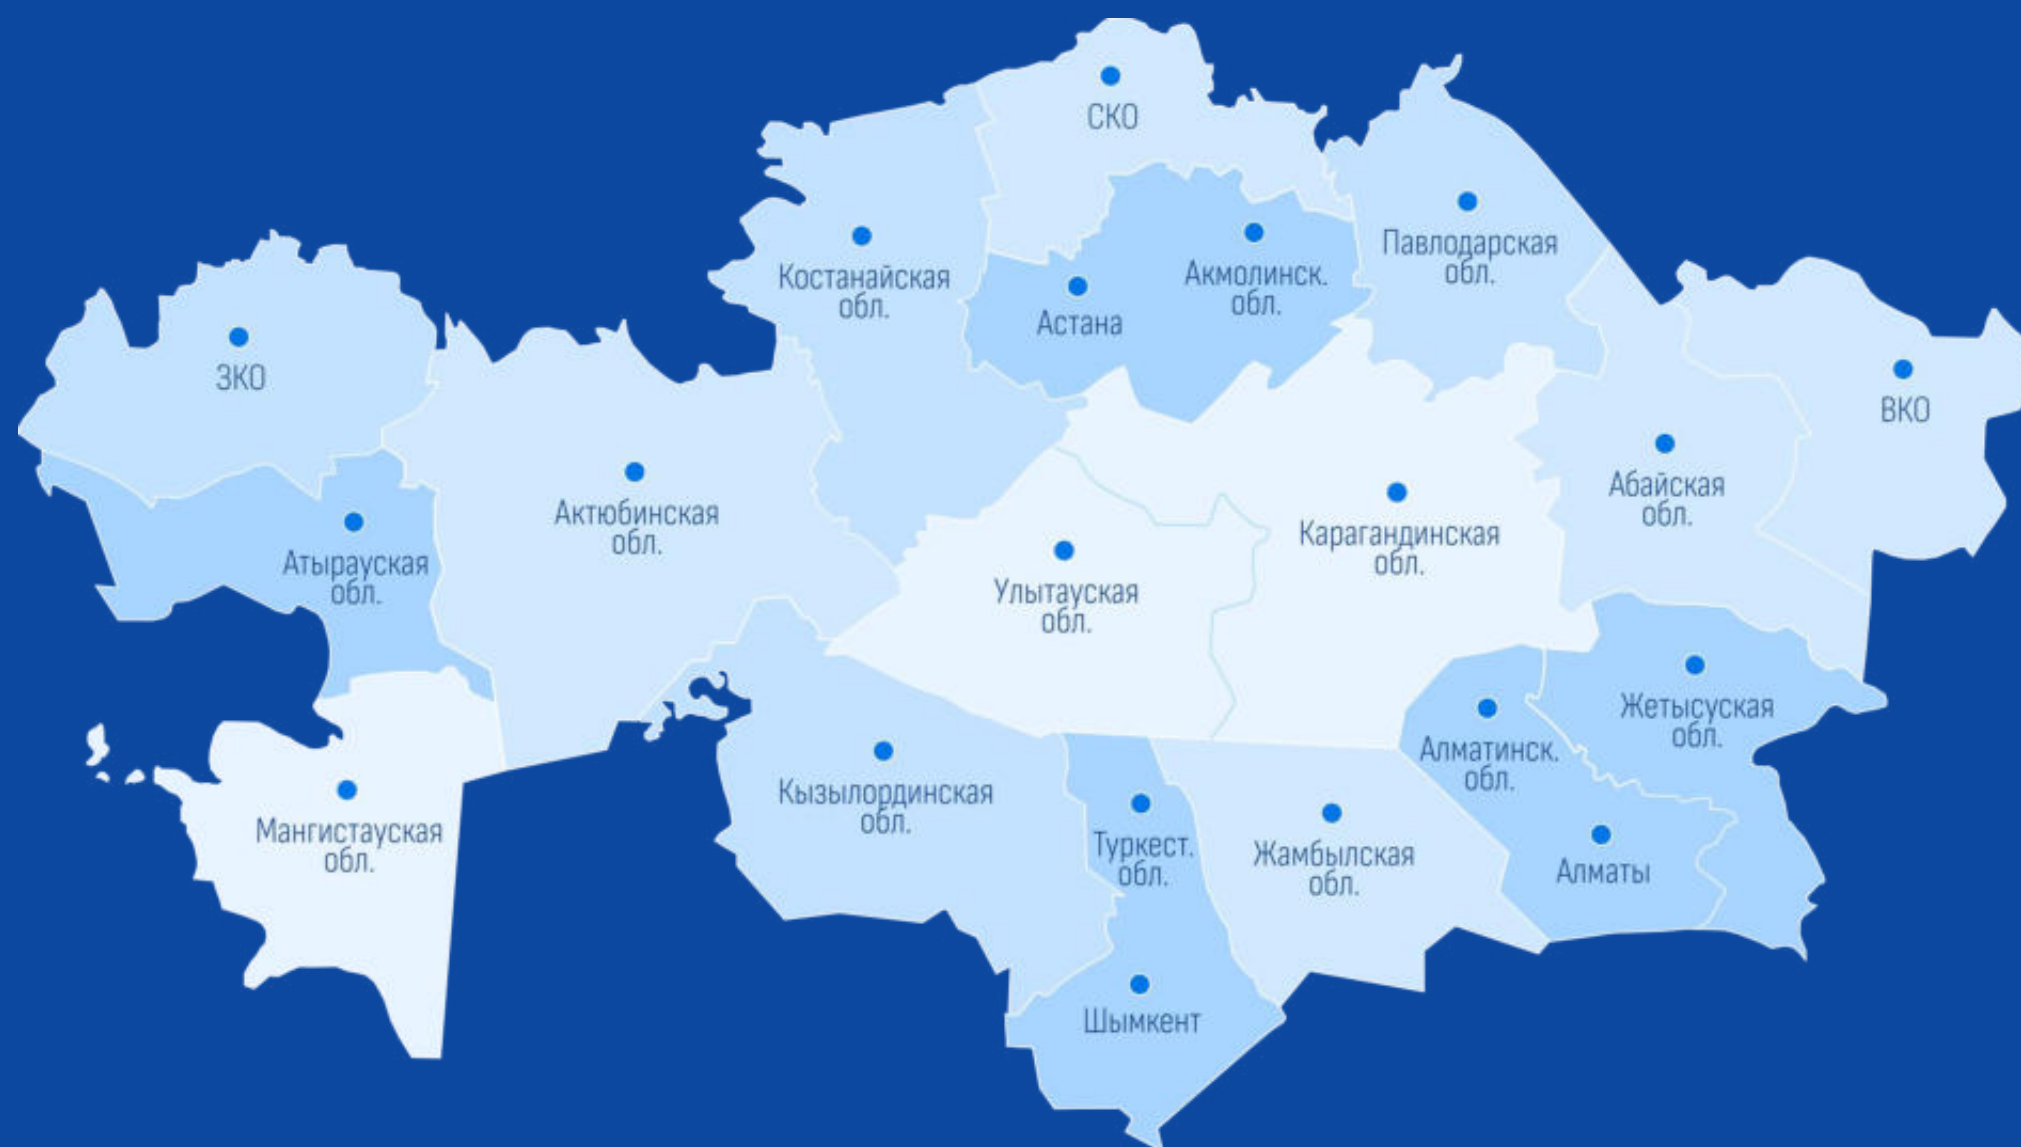 СКО
Костанайская
обл.
Астана
Акмолинск.
обл.
Павлодарская
обл.
ЗКО
ВКО
Актюбинская
обл.
Атырауская
обл.
Улытауская
обл.
Карагандинская
обл.
Абайская
обл.
Мангистауская
обл.
Кызылординская
обл.
Туркест.
обл.
Жамбылская
обл.
Алматинск.
обл.
Жетысуская
обл.
Алматы
Шымкент